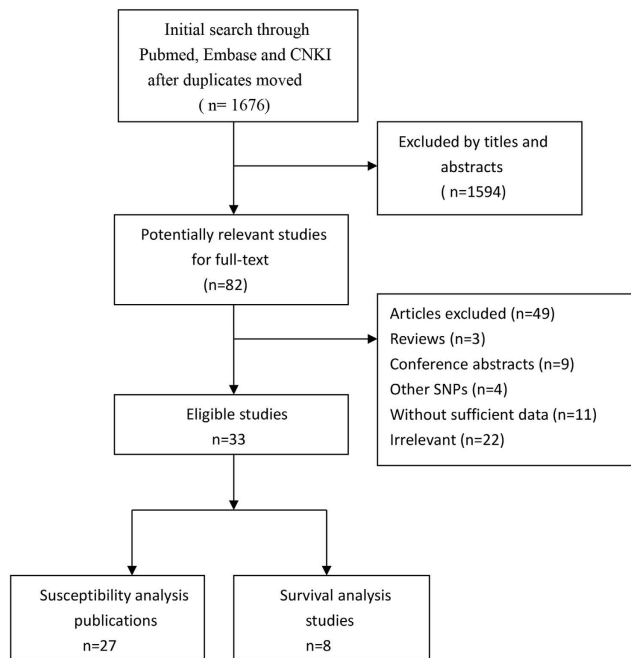 Initial search through
Pubmed, Embase and CNKI
after duplicates moved
( n= 1676)
Excluded by titles and
abstracts
( n=1594)
Potentially relevant studies
for full-text
(n=82)
Articles excluded (n=49)
Reviews (n=3)
Conference abstracts (n=9)
Other SNPs (n=4)
Without sufficient data (n=11)
Irrelevant (n=22)
Eligible studies
n=33
Susceptibility analysis
publications
n=27
Survival analysis
studies
n=8